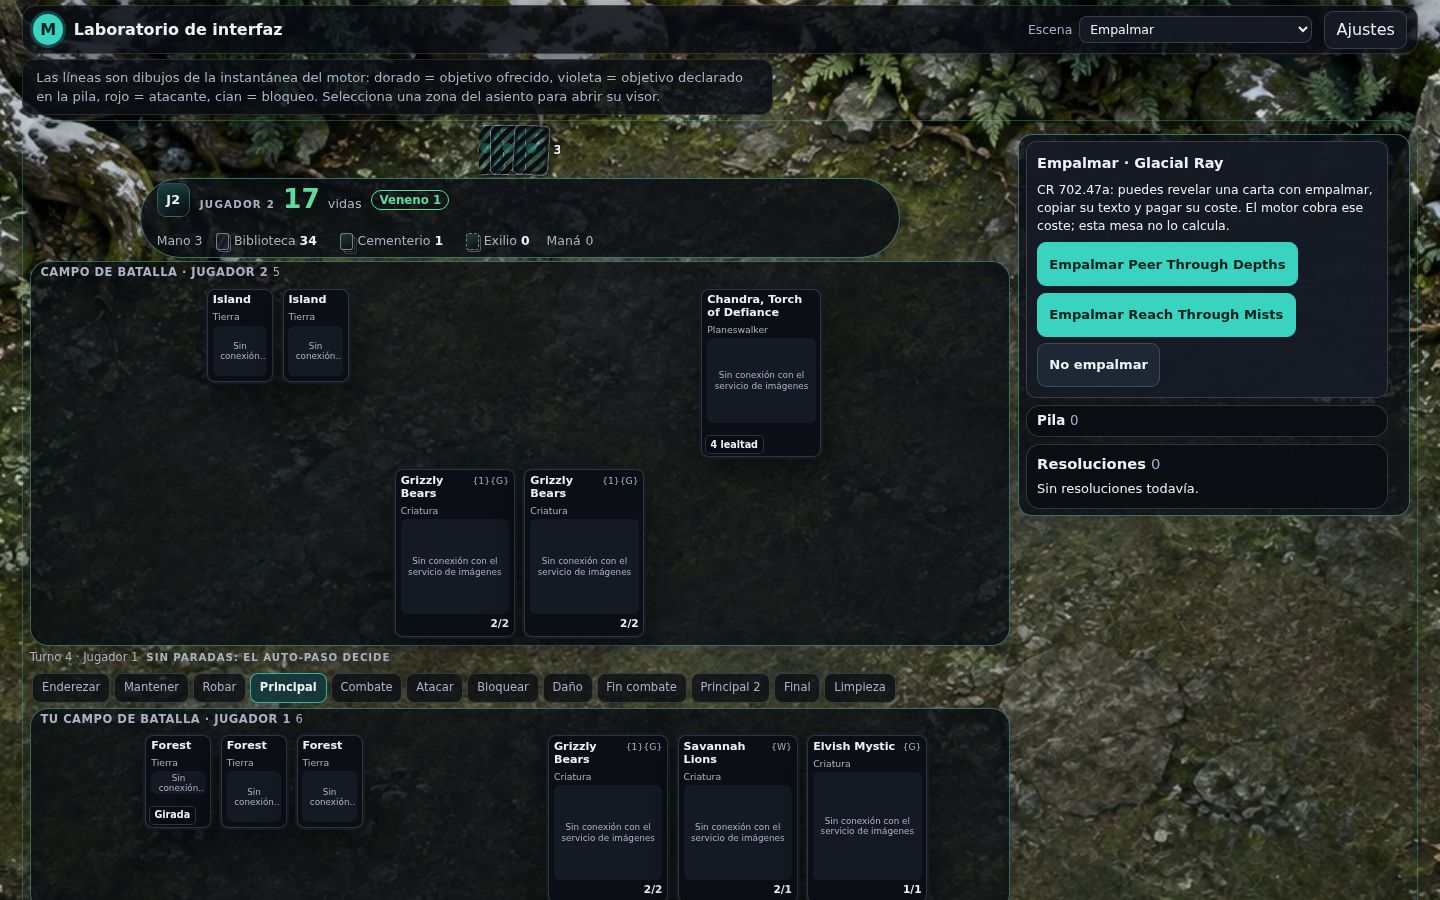 M Laboratorio de interfaz
Escena Empalmar Ajustes
Las líneas son dibujos de la instantánea del motor: dorado = objetivo ofrecido, violeta = objetivo declarado
en la pila, rojo = atacante, cian = bloqueo. Selecciona una zona del asiento para abrir su visor.
3
J2 JUGADOR 2 17 vidas Veneno 1
Mano 3 Biblioteca 34 Cementerio 1 Exilio 0 Maná 0
CAMPO DE BATALLA · JUGADOR 2 5
Island
Tierra
Sin
conexión..
Island
Tierra
Sin
conexión..
Chandra, Torch
of Defiance
Planeswalker
Sin conexión con el
servicio de imágenes
4 lealtad
Grizzly
Bears
{1}{G}
Criatura
Sin conexión con el
servicio de imágenes
2/2
Grizzly
Bears
{1}{G}
Criatura
Sin conexión con el
servicio de imágenes
2/2
Turno 4 · Jugador 1 SIN PARADAS: EL AUTO-PASO DECIDE
Enderezar Mantener Robar Principal Combate Atacar Bloquear Daño Fin combate Principal 2 Final Limpieza
TU CAMPO DE BATALLA · JUGADOR 1 6
Forest
Tierra
Sin
conexión..
Girada
Forest
Tierra
Sin
conexión..
Forest
Tierra
Sin
conexión..
Grizzly
Bears
{1}{G}
Criatura
Sin conexión con el
servicio de imágenes
2/2
Savannah
Lions
{W}
Criatura
Sin conexión con el
servicio de imágenes
2/1
Elvish Mystic {G}
Criatura
Sin conexión con el
servicio de imágenes
1/1
Empalmar · Glacial Ray
CR 702.47a: puedes revelar una carta con empalmar,
copiar su texto y pagar su coste. El motor cobra ese
coste; esta mesa no lo calcula.
Empalmar Peer Through Depths
Empalmar Reach Through Mists
No empalmar
Pila 0
Resoluciones 0
Sin resoluciones todavía.